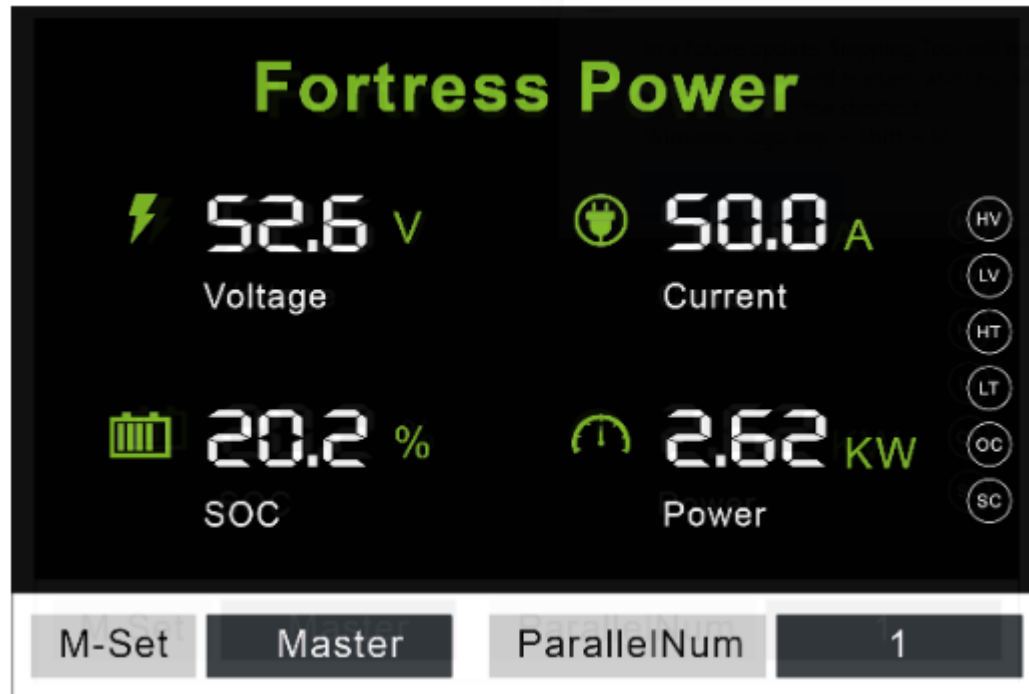 Fortress Power
52.6 V
Voltage
50.0 A
Current
20.2 %
SOC
2.62 KW
Power
HV
LV
HT
LT
OC
SC
M-Set Master ParallelNum 1